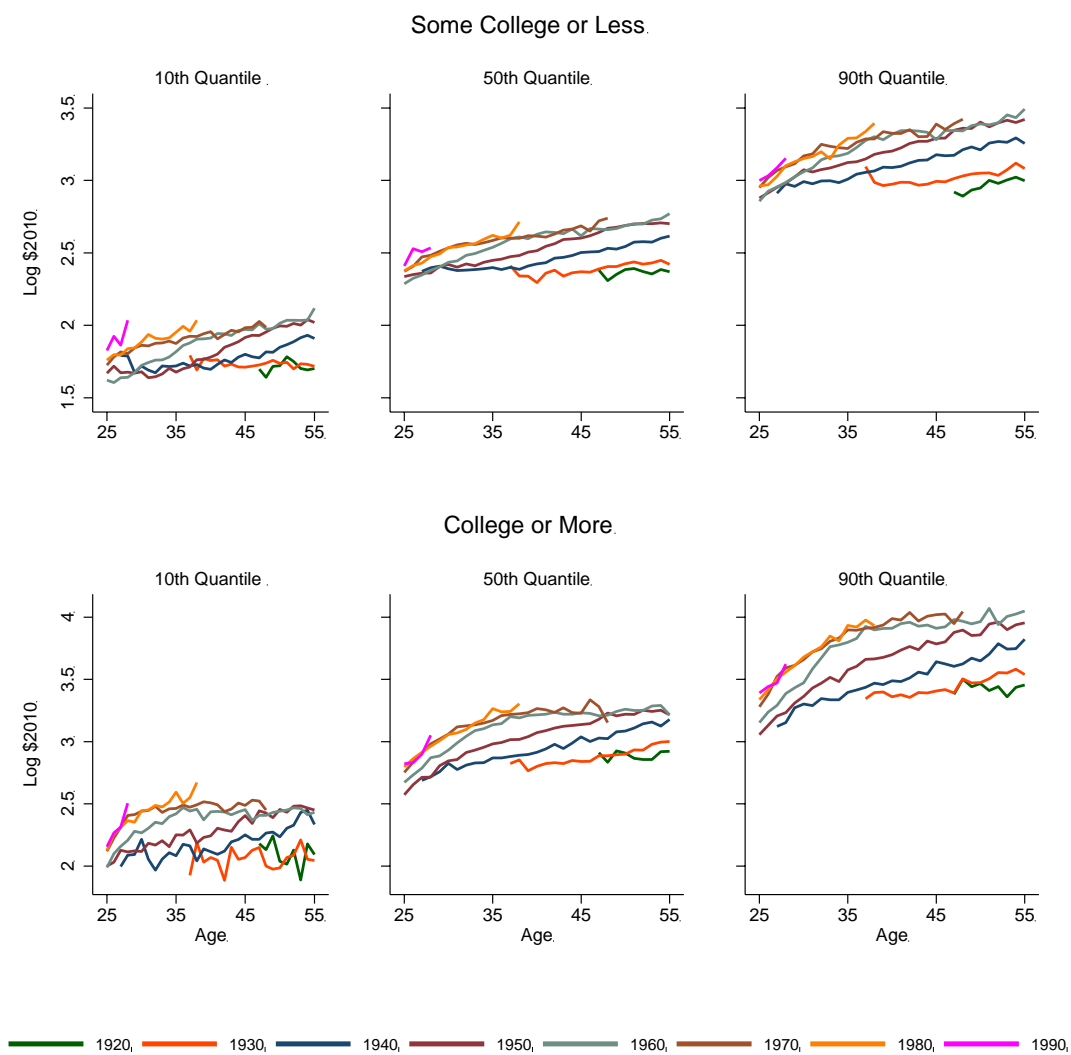 Some College or Less
10th Quantile 50th Quantile 90th Quantile
Log $2010
3.5
3
2.5
2
1.5
25 35 45 55 25 35 45 55 25 35 45 55
College or More
10th Quantile 50th Quantile 90th Quantile
Log $2010
4
3.5
3
2.5
2
25 35 45 55 25 35 45 55 25 35 45 55
Age Age Age
1920 1930 1940 1950 1960 1970 1980 1990